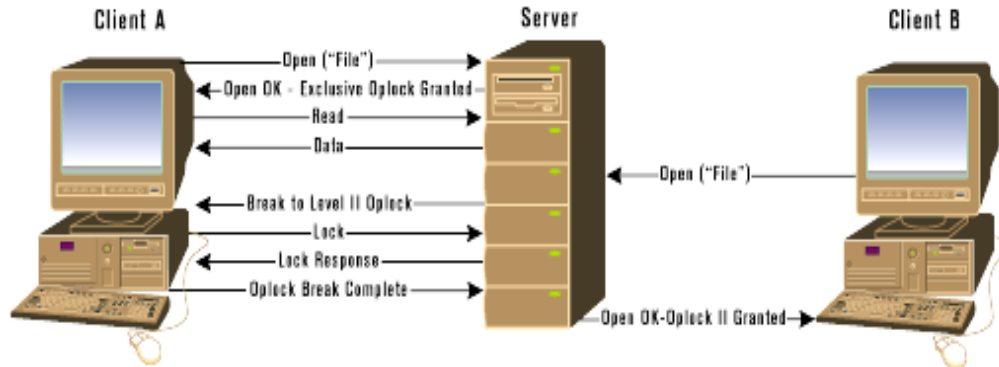 Client A
Server
Client B
Open ("File")
Open OK - Exclusive Oplock Granted
Read
Data
Open ("File")
Break to Level II Oplock
Lock
Lock Response
Oplock Break Complete
Open OK-Oplock II Granted